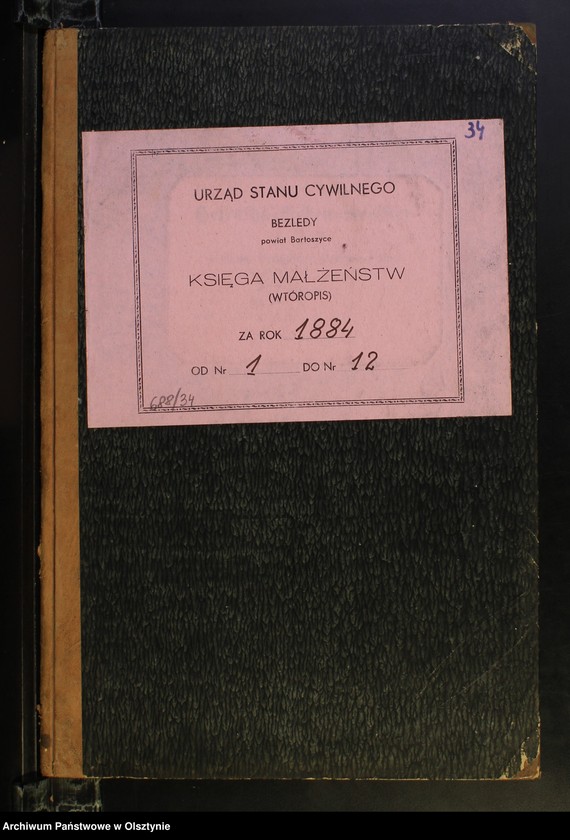 34
URZĄD STANU CYWILNEGO
BEZLEDY
powiat Bartoszyce
KSIĘGA MAŁŻEŃSTW
(WTÓROPIS)
ZA ROK 1884
OD Nr 1 DO Nr 12
688/34
Archiwum Państwowe w Olsztynie